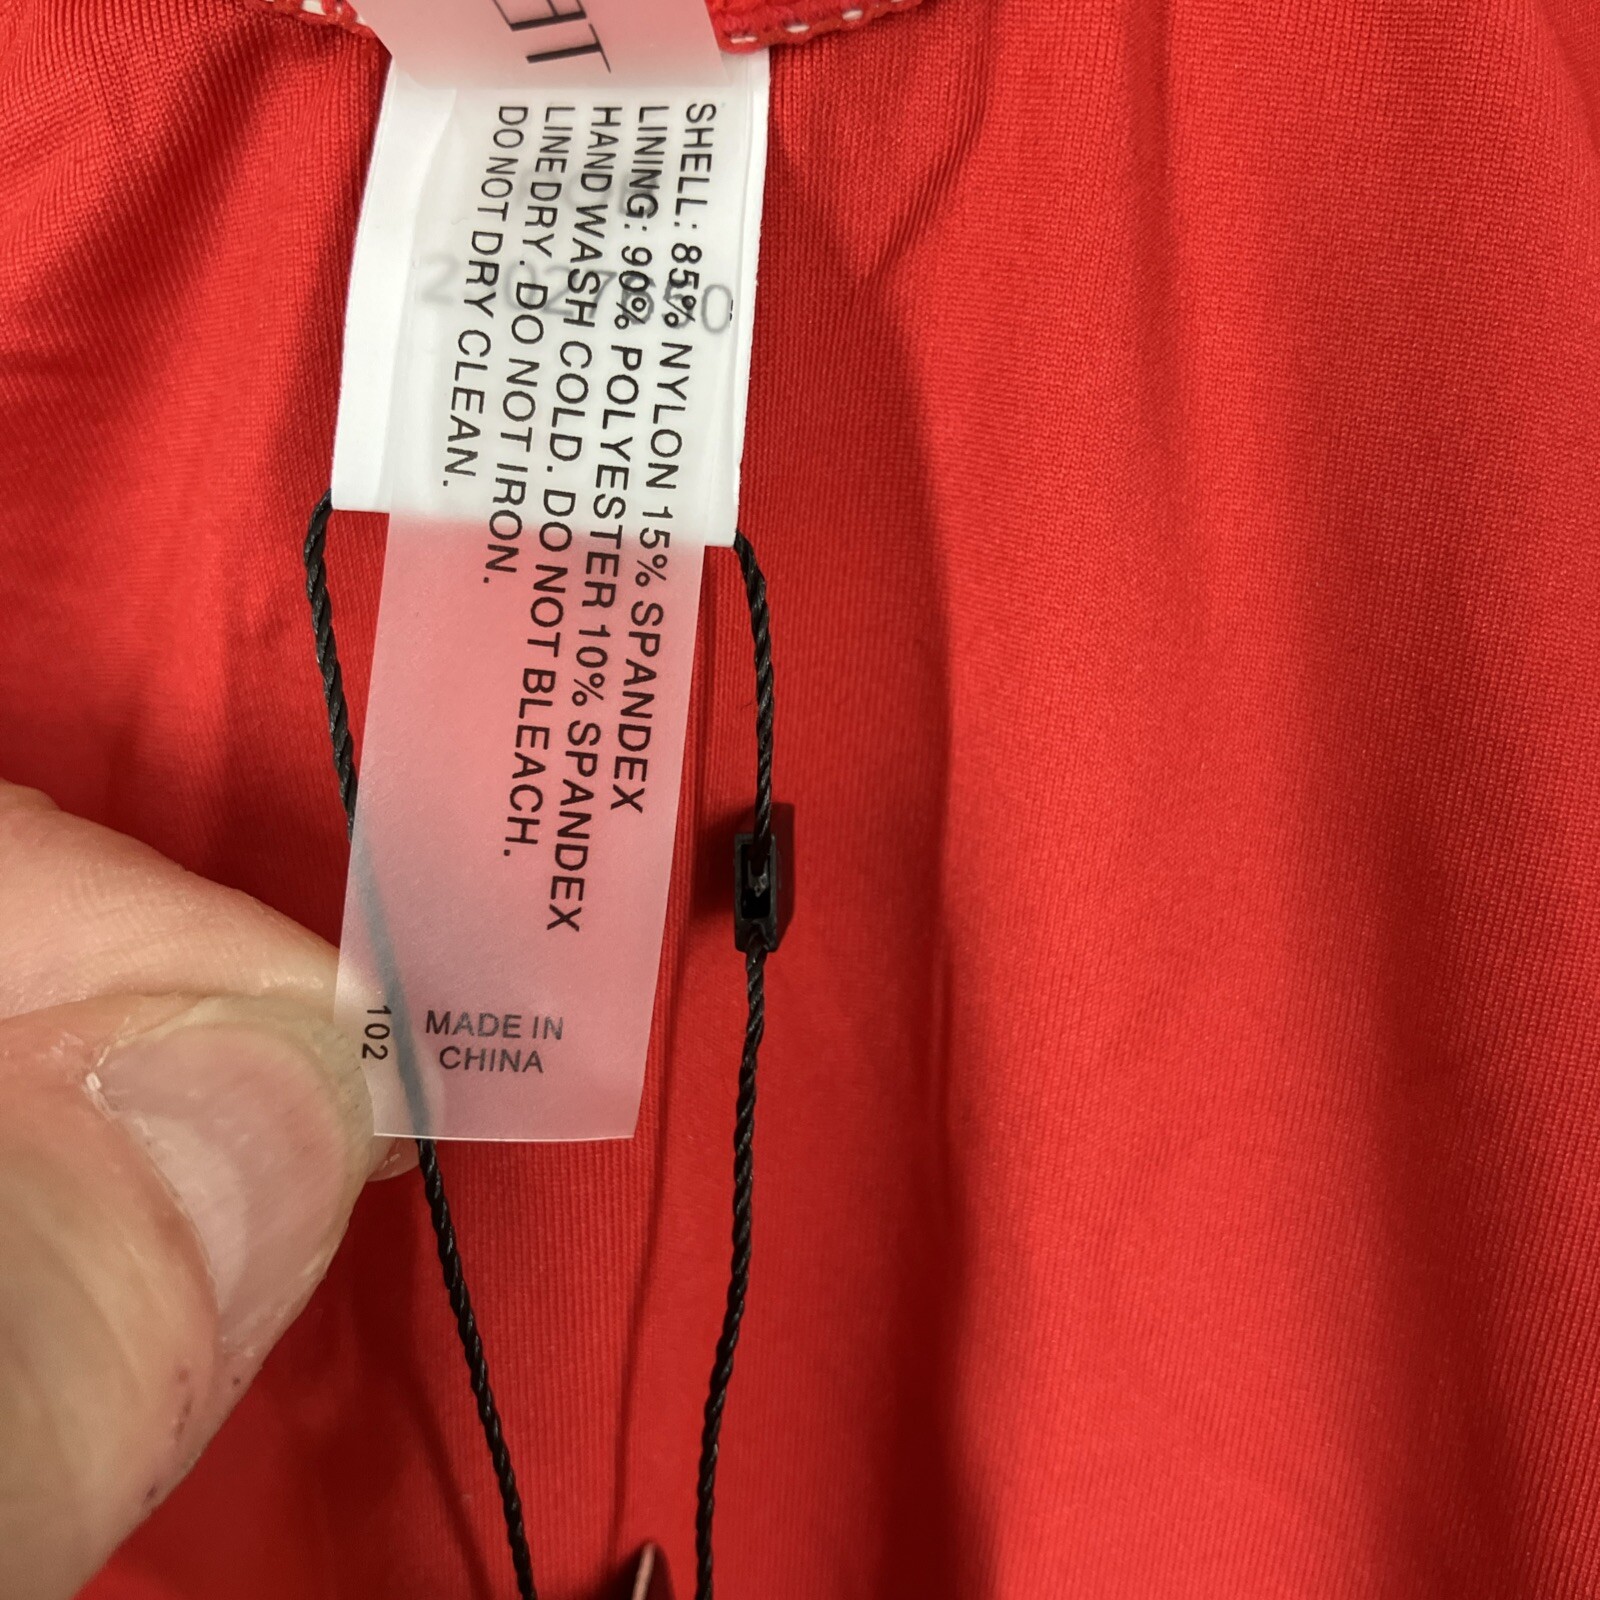 SHELL: 85% NYLON 15% SPANDEX
LINING: 90% POLYESTER 10% SPANDEX
HAND WASH COLD. DO NOT BLEACH.
LINE DRY. DO NOT IRON.
DO NOT DRY CLEAN.
MADE IN
CHINA
102